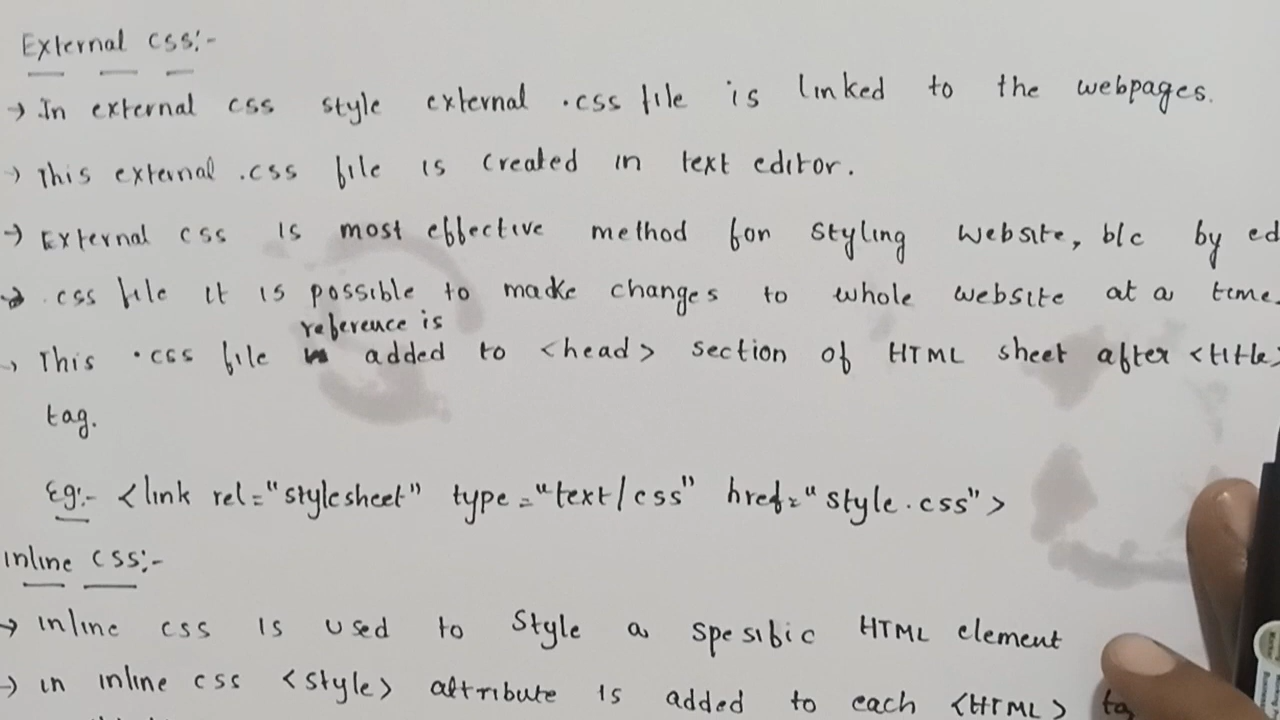 External css:-
→ In external css style external .css file is linked to the webpages.
→ This external .css file is created in text editor.
→ External css is most effective method for styling website, b/c by ed
→ .css file it is possible to make changes to whole website at a time.
reference is
→ This .css file added to <head> section of HTML sheet after <title>
tag.
Eg:- <link rel="stylesheet" type="text/css" href="style.css">
inline css:-
→ inline css is used to style a spesific HTML element
→ in inline css <style> attribute is added to each <HTML> ta